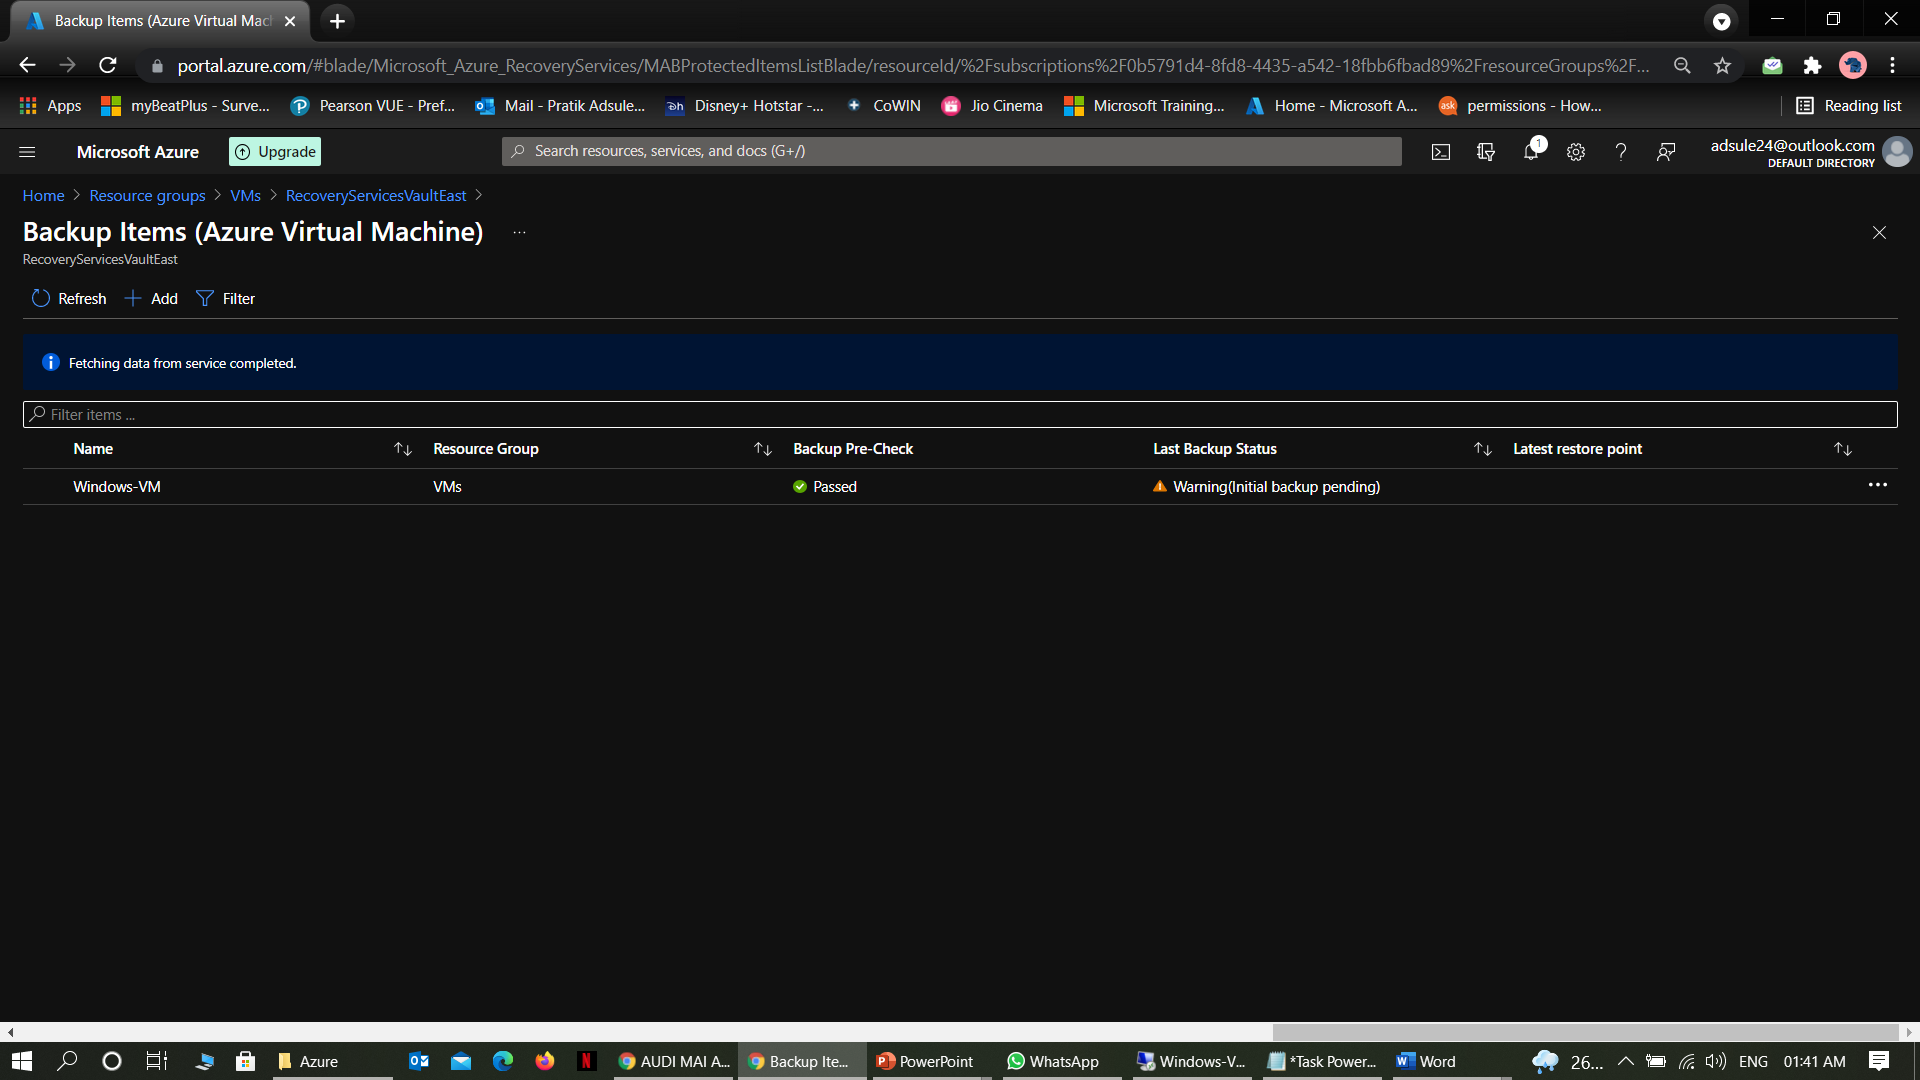 Backup Items (Azure Virtual Mach
portal.azure.com/#blade/Microsoft_Azure_RecoveryServices/MABProtectedItemsListBlade/resourceId/%2Fsubscriptions%2F0b5791d4-8fd8-4435-a542-18fbb6fbad89%2FresourceGroups%2F...
Apps myBeatPlus - Surve... Pearson VUE - Pref... Mail - Pratik Adsule... Disney+ Hotstar -... CoWIN Jio Cinema Microsoft Training... Home - Microsoft A... ask permissions - How... Reading list
Microsoft Azure Upgrade Search resources, services, and docs (G+/) 1 adsule24@outlook.com
DEFAULT DIRECTORY
Home > Resource groups > VMs > RecoveryServicesVaultEast >
Backup Items (Azure Virtual Machine) ...
RecoveryServicesVaultEast
Refresh Add Filter
Fetching data from service completed.
Filter items ...
Name Resource Group Backup Pre-Check Last Backup Status Latest restore point
Windows-VM VMs Passed Warning(Initial backup pending) ...
Azure AUDI MAI A... Backup Ite... PowerPoint WhatsApp Windows-V... *Task Power... Word 26... ENG 01:41 AM